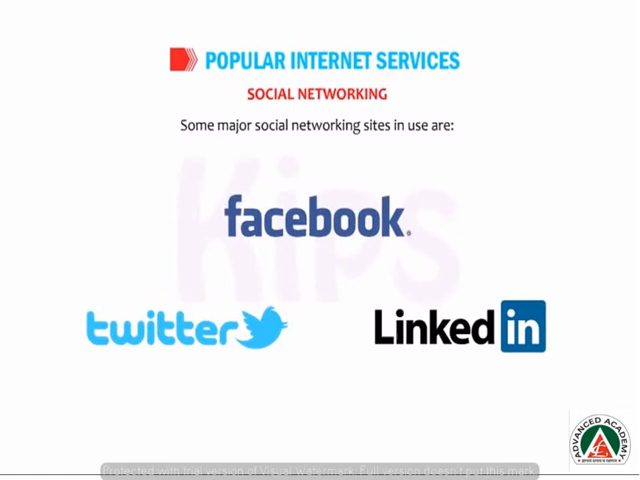 POPULAR INTERNET SERVICES
SOCIAL NETWORKING
Some major social networking sites in use are:
Kips
facebook®
twitter
Linked in
ADVANCED ACADEMY
Protected with trial version of Visual Watermark. Full version doesn't put this mark.